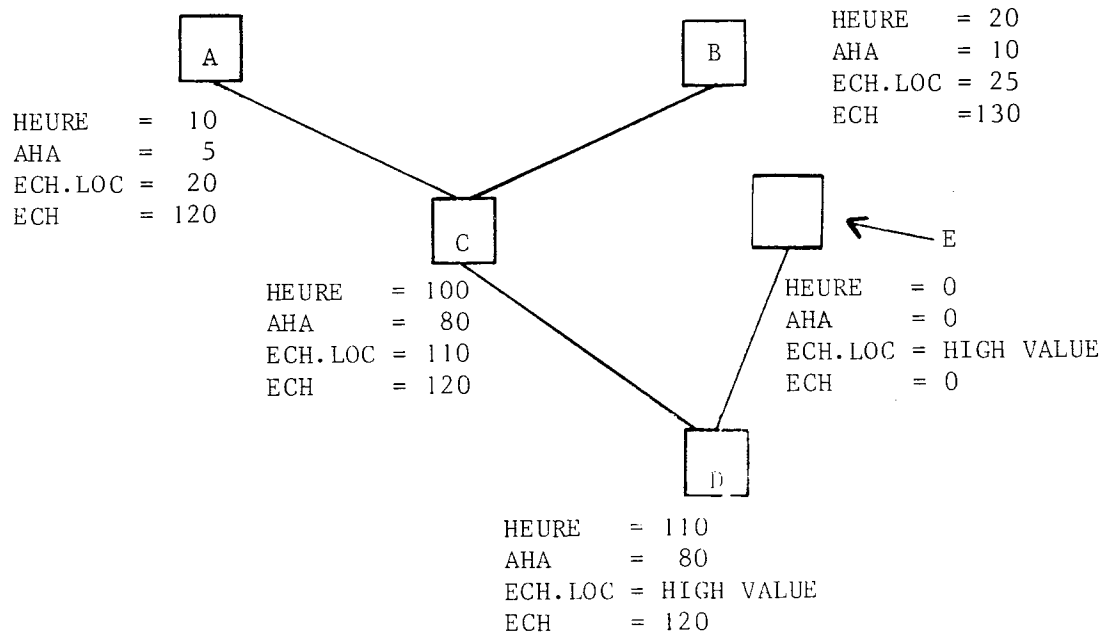 A
HEURE = 10
AHA = 5
ECH.LOC = 20
ECH = 120
B
HEURE = 20
AHA = 10
ECH.LOC = 25
ECH =130
C
HEURE = 100
AHA = 80
ECH.LOC = 110
ECH = 120
E
HEURE = 0
AHA = 0
ECH.LOC = HIGH VALUE
ECH = 0
D
HEURE = 110
AHA = 80
ECH.LOC = HIGH VALUE
ECH = 120